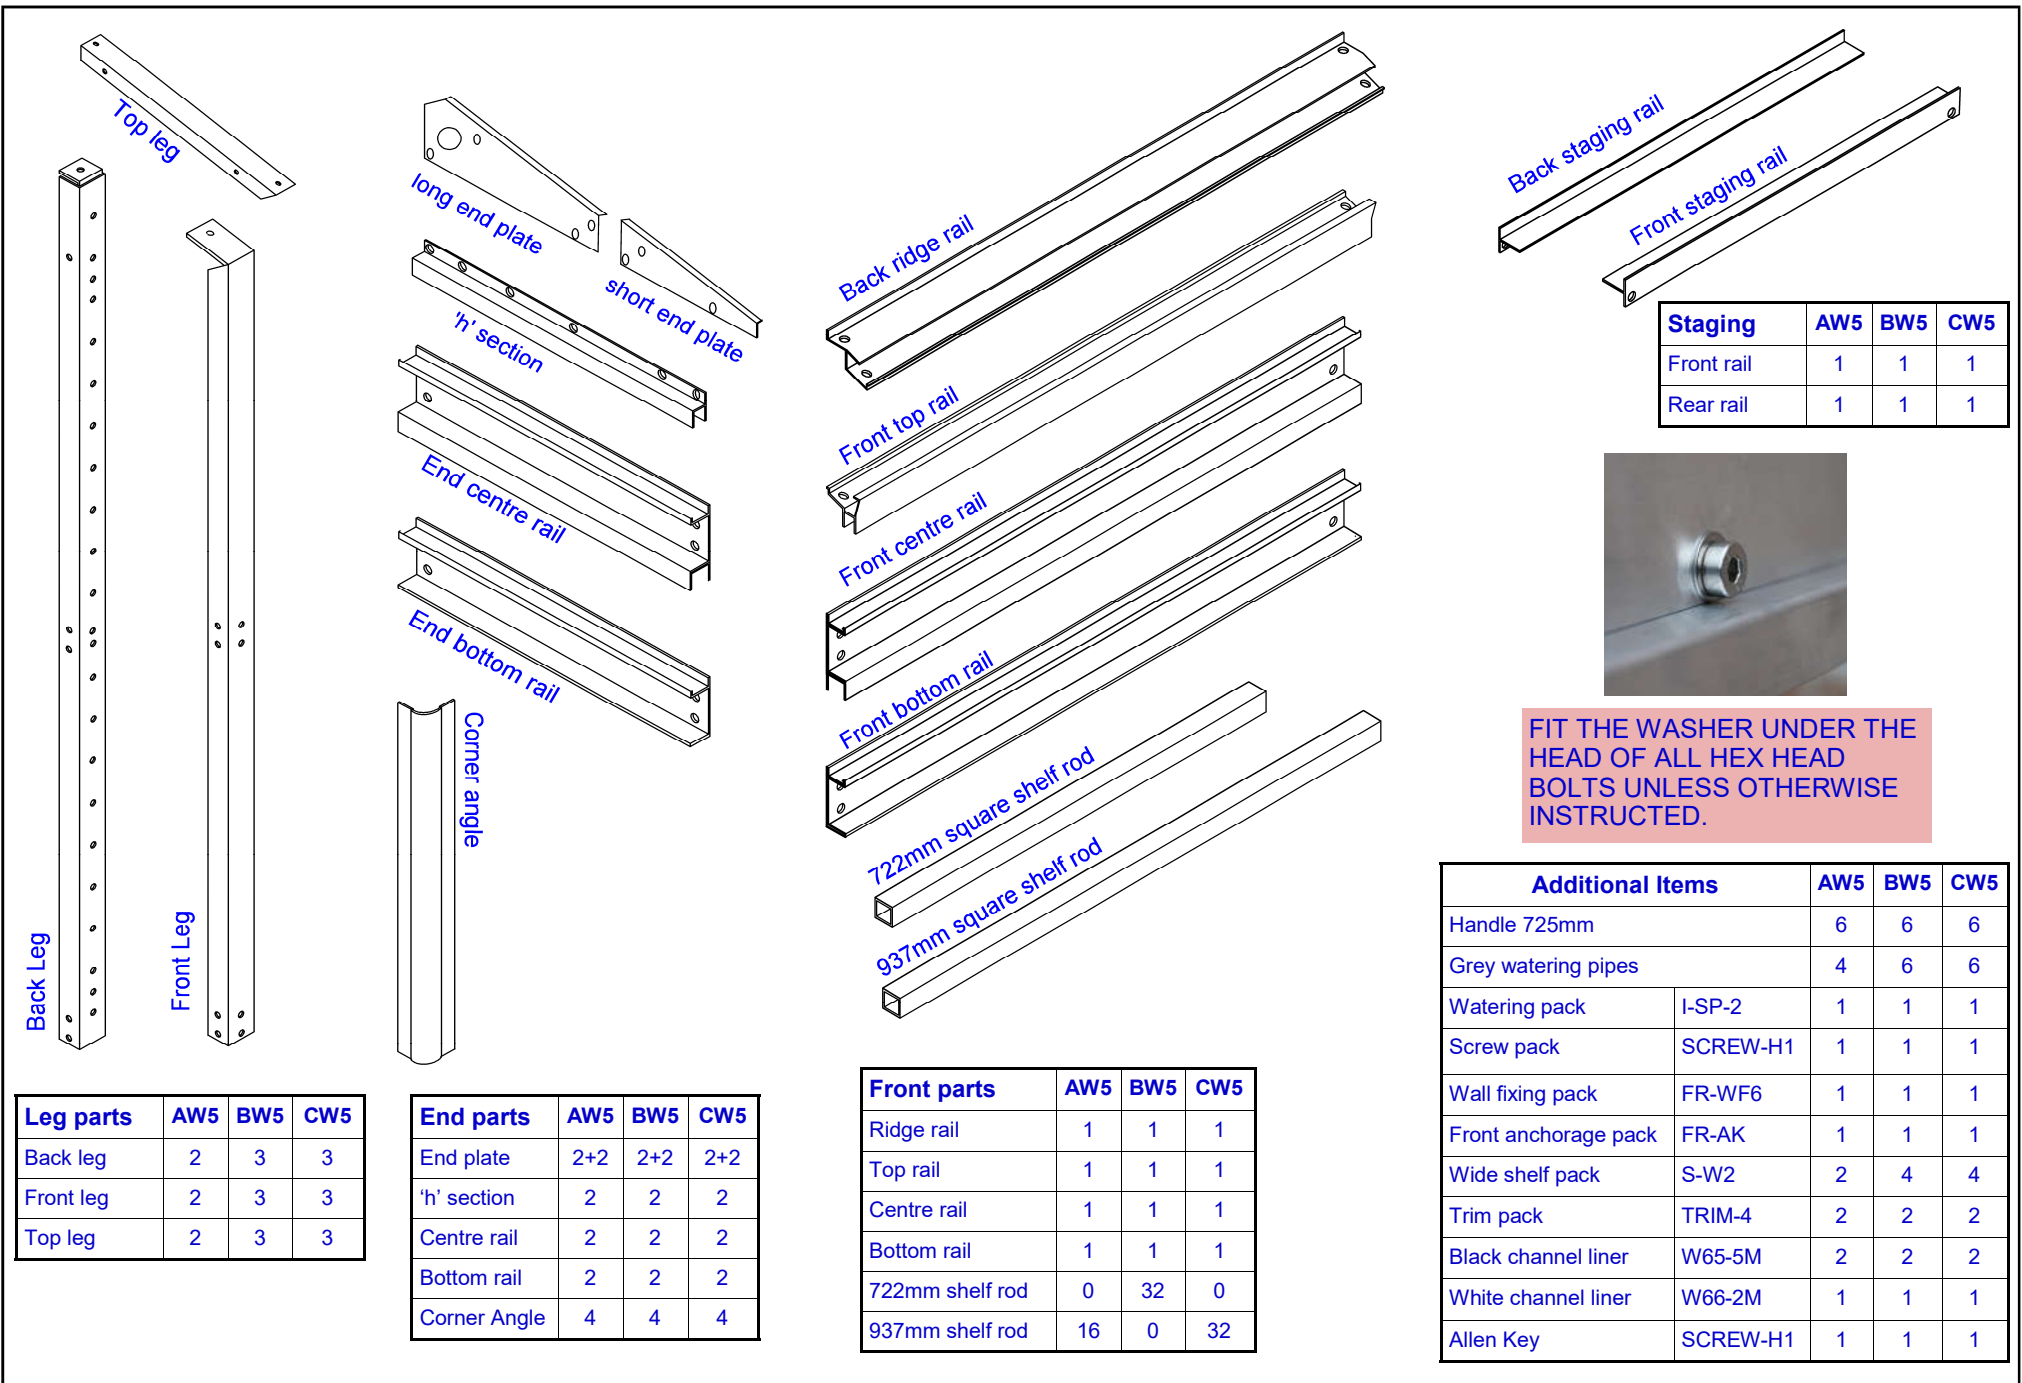 Top leg
long end plate
short end plate
'h' section
End centre rail
End bottom rail
Corner angle
Back Leg
Front Leg
Back ridge rail
Front top rail
Front centre rail
Front bottom rail
722mm square shelf rod
937mm square shelf rod
Back staging rail
Front staging rail
Staging AW5 BW5 CW5
Front rail 1 1 1
Rear rail 1 1 1
FIT THE WASHER UNDER THE
HEAD OF ALL HEX HEAD
BOLTS UNLESS OTHERWISE
INSTRUCTED.
Leg parts AW5 BW5 CW5
Back leg 2 3 3
Front leg 2 3 3
Top leg 2 3 3
End parts AW5 BW5 CW5
End plate 2+2 2+2 2+2
‘h’ section 2 2 2
Centre rail 2 2 2
Bottom rail 2 2 2
Corner Angle 4 4 4
Front parts AW5 BW5 CW5
Ridge rail 1 1 1
Top rail 1 1 1
Centre rail 1 1 1
Bottom rail 1 1 1
722mm shelf rod 0 32 0
937mm shelf rod 16 0 32
Additional Items AW5 BW5 CW5
Handle 725mm 6 6 6
Grey watering pipes 4 6 6
Watering pack I-SP-2 1 1 1
Screw pack SCREW-H1 1 1 1
Wall fixing pack FR-WF6 1 1 1
Front anchorage pack FR-AK 1 1 1
Wide shelf pack S-W2 2 4 4
Trim pack TRIM-4 2 2 2
Black channel liner W65-5M 2 2 2
White channel liner W66-2M 1 1 1
Allen Key SCREW-H1 1 1 1